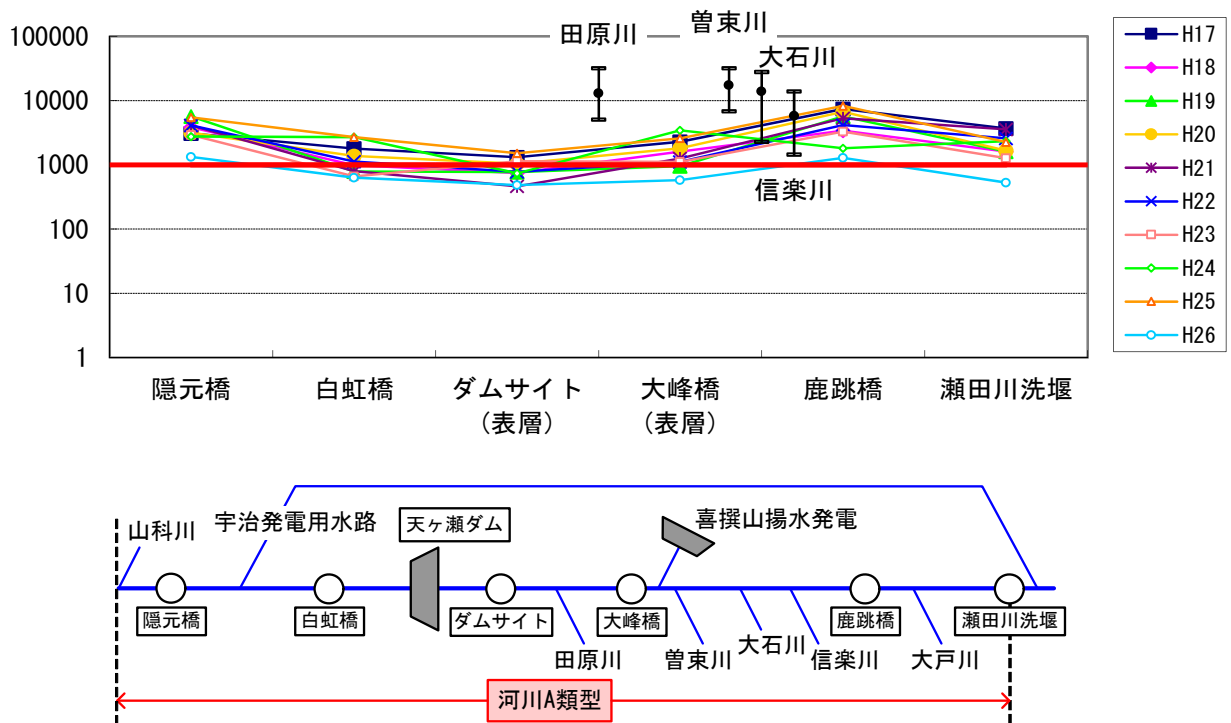 100000
10000
1000
100
10
1
田原川
曽束川
大石川
信楽川
H17
H18
H19
H20
H21
H22
H23
H24
H25
H26
隠元橋
白虹橋
ダムサイト
(表層)
大峰橋
(表層)
鹿跳橋
瀬田川洗堰
山科川
宇治発電用水路
天ヶ瀬ダム
喜撰山揚水発電
隠元橋
白虹橋
ダムサイト
大峰橋
鹿跳橋
瀬田川洗堰
田原川
曽束川
大石川
信楽川
大戸川
河川A類型